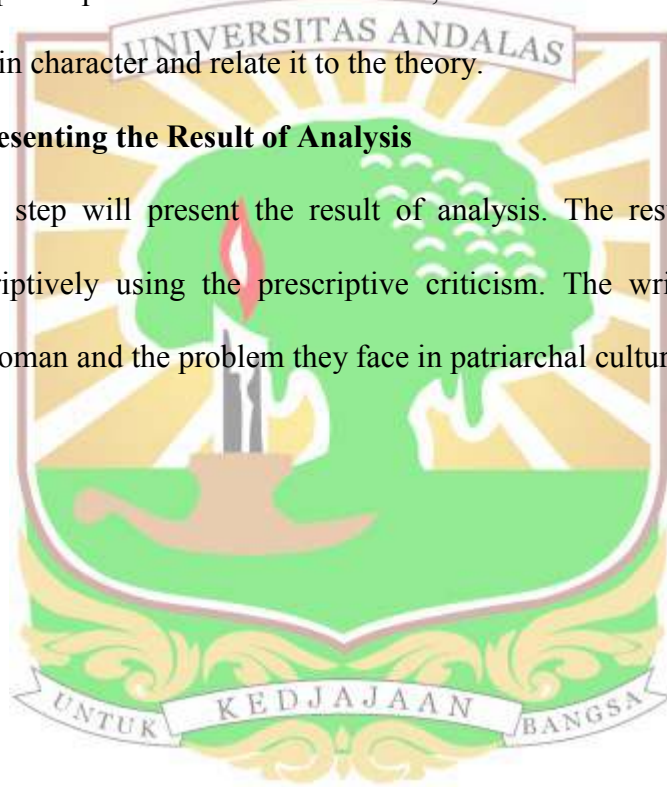 UNIVERSITAS ANDALAS
in character and relate it to the theory.
esenting the Result of Analysis
step will present the result of analysis. The res
riptively using the prescriptive criticism. The wri
oman and the problem they face in patriarchal cultur
UNTUK KEDJAJAAN BANGSA